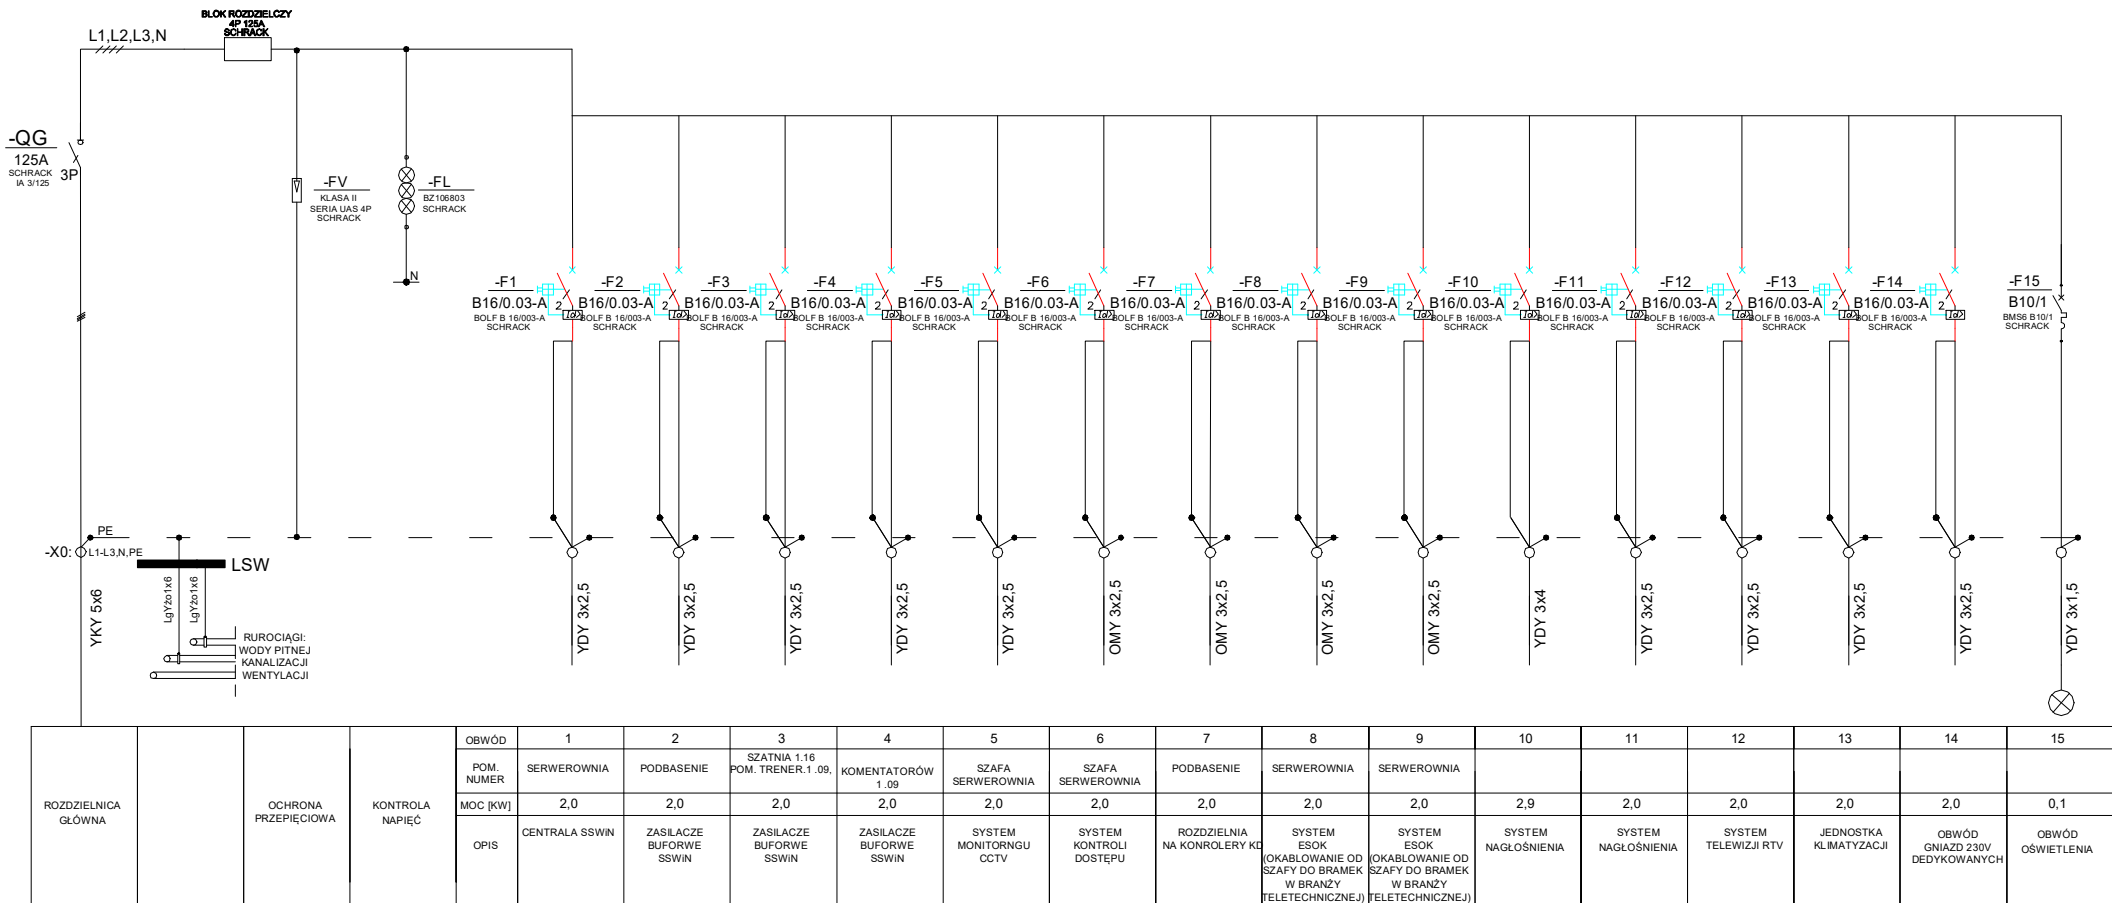 BLOK ROZDZIELCZY
4P 125A
SCHRACK
L1,L2,L3,N
-QG
125A
SCHRACK
IA 3/125
3P
-FV
KLASA II
SERIA UAS 4P
SCHRACK
-FL
BZ106803
SCHRACK
N
-F1
B16/0.03-A
BOLF B 16/003-A
SCHRACK
2
-F2
B16/0.03-A
BOLF B 16/003-A
SCHRACK
2
-F3
B16/0.03-A
BOLF B 16/003-A
SCHRACK
2
-F4
B16/0.03-A
BOLF B 16/003-A
SCHRACK
2
-F5
B16/0.03-A
BOLF B 16/003-A
SCHRACK
2
-F6
B16/0.03-A
BOLF B 16/003-A
SCHRACK
2
-F7
B16/0.03-A
BOLF B 16/003-A
SCHRACK
2
-F8
B16/0.03-A
BOLF B 16/003-A
SCHRACK
2
-F9
B16/0.03-A
BOLF B 16/003-A
SCHRACK
2
-F10
B16/0.03-A
BOLF B 16/003-A
SCHRACK
2
-F11
B16/0.03-A
BOLF B 16/003-A
SCHRACK
2
-F12
B16/0.03-A
BOLF B 16/003-A
SCHRACK
2
-F13
B16/0.03-A
BOLF B 16/003-A
SCHRACK
2
-F14
B16/0.03-A
BOLF B 16/003-A
SCHRACK
2
-F15
B10/1
BMS6 B10/1
SCHRACK
PE
-X0:
L1-L3,N,PE
LSW
YKY 5x6
LgYżo1x6
LgYżo1x6
RUROCIĄGI:
WODY PITNEJ
KANALIZACJI
WENTYLACJI
YDY 3x2,5
YDY 3x2,5
YDY 3x2,5
YDY 3x2,5
YDY 3x2,5
OMY 3x2,5
OMY 3x2,5
OMY 3x2,5
OMY 3x2,5
YDY 3x4
YDY 3x2,5
YDY 3x2,5
YDY 3x2,5
YDY 3x2,5
YDY 3x1,5
ROZDZIELNICA
GŁÓWNA
OCHRONA
PRZEPIĘCIOWA
KONTROLA
NAPIĘĆ
OBWÓD 1 2 3 4 5 6 7 8 9 10 11 12 13 14 15
POM.
NUMER
SERWEROWNIA
PODBASENIE
SZATNIA 1.16
POM. TRENER.1 .09,
KOMENTATORÓW
1 .09
SZAFA
SERWEROWNIA
SZAFA
SERWEROWNIA
PODBASENIE
SERWEROWNIA
SERWEROWNIA
MOC [KW] 2,0 2,0 2,0 2,0 2,0 2,0 2,0 2,0 2,0 2,9 2,0 2,0 2,0 2,0 0,1
OPIS
CENTRALA SSWiN
ZASILACZE
BUFORWE
SSWiN
ZASILACZE
BUFORWE
SSWiN
ZASILACZE
BUFORWE
SSWiN
SYSTEM
MONITORNGU
CCTV
SYSTEM
KONTROLI
DOSTĘPU
ROZDZIELNIA
NA KONROLERY KD
SYSTEM
ESOK
(OKABLOWANIE OD
SZAFY DO BRAMEK
W BRANŻY
TELETECHNICZNEJ)
SYSTEM
ESOK
(OKABLOWANIE OD
SZAFY DO BRAMEK
W BRANŻY
TELETECHNICZNEJ)
SYSTEM
NAGŁOŚNIENIA
SYSTEM
NAGŁOŚNIENIA
SYSTEM
TELEWIZJI RTV
JEDNOSTKA
KLIMATYZACJI
OBWÓD
GNIAZD 230V
DEDYKOWANYCH
OBWÓD
OŚWIETLENIA